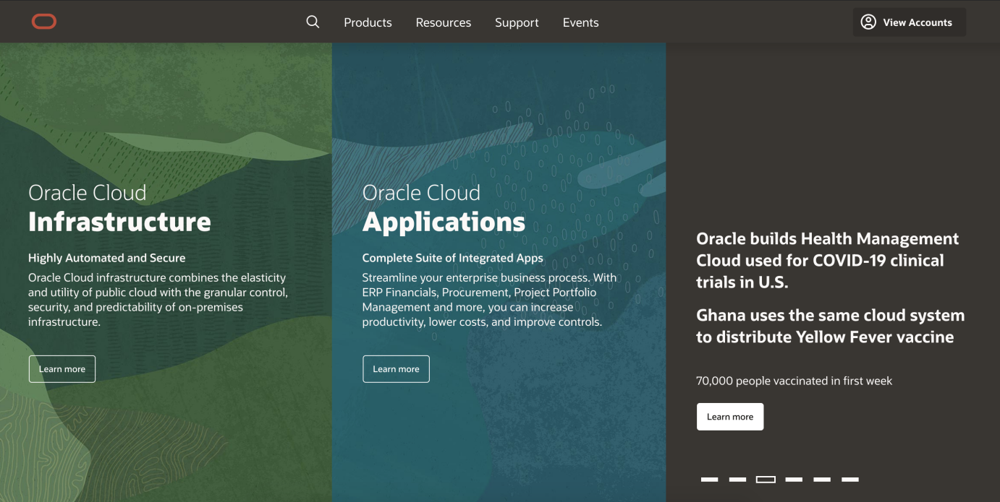 Products
Resources
Support
Events
View Accounts
Oracle Cloud
Infrastructure
Highly Automated and Secure
Oracle Cloud infrastructure combines the elasticity
and utility of public cloud with the granular control,
security, and predictability of on-premises
infrastructure.
Learn more
Oracle Cloud
Applications
Complete Suite of Integrated Apps
Streamline your enterprise business process. With
ERP Financials, Procurement, Project Portfolio
Management and more, you can increase
productivity, lower costs, and improve controls.
Learn more
Oracle builds Health Management
Cloud used for COVID-19 clinical
trials in U.S.
Ghana uses the same cloud system
to distribute Yellow Fever vaccine
70,000 people vaccinated in first week
Learn more